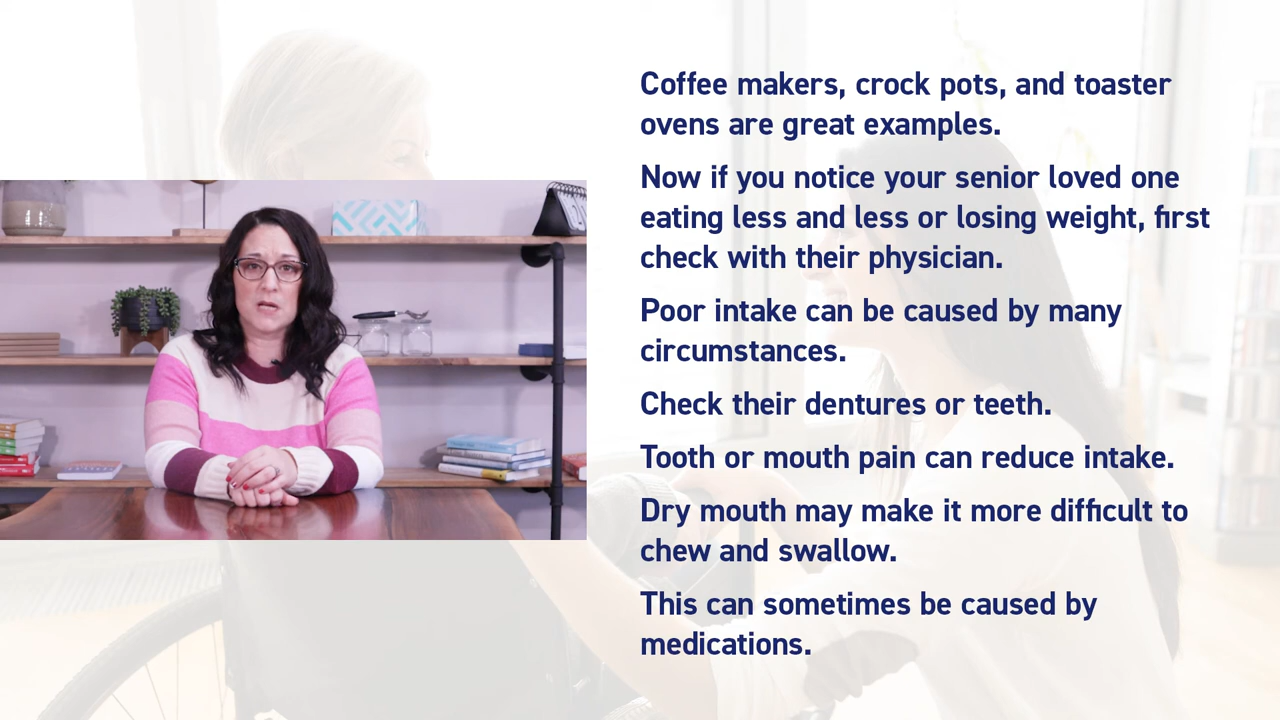 Coffee makers, crock pots, and toaster
ovens are great examples.
Now if you notice your senior loved one
eating less and less or losing weight, first
check with their physician.
Poor intake can be caused by many
circumstances.
Check their dentures or teeth.
Tooth or mouth pain can reduce intake.
Dry mouth may make it more difficult to
chew and swallow.
This can sometimes be caused by
medications.